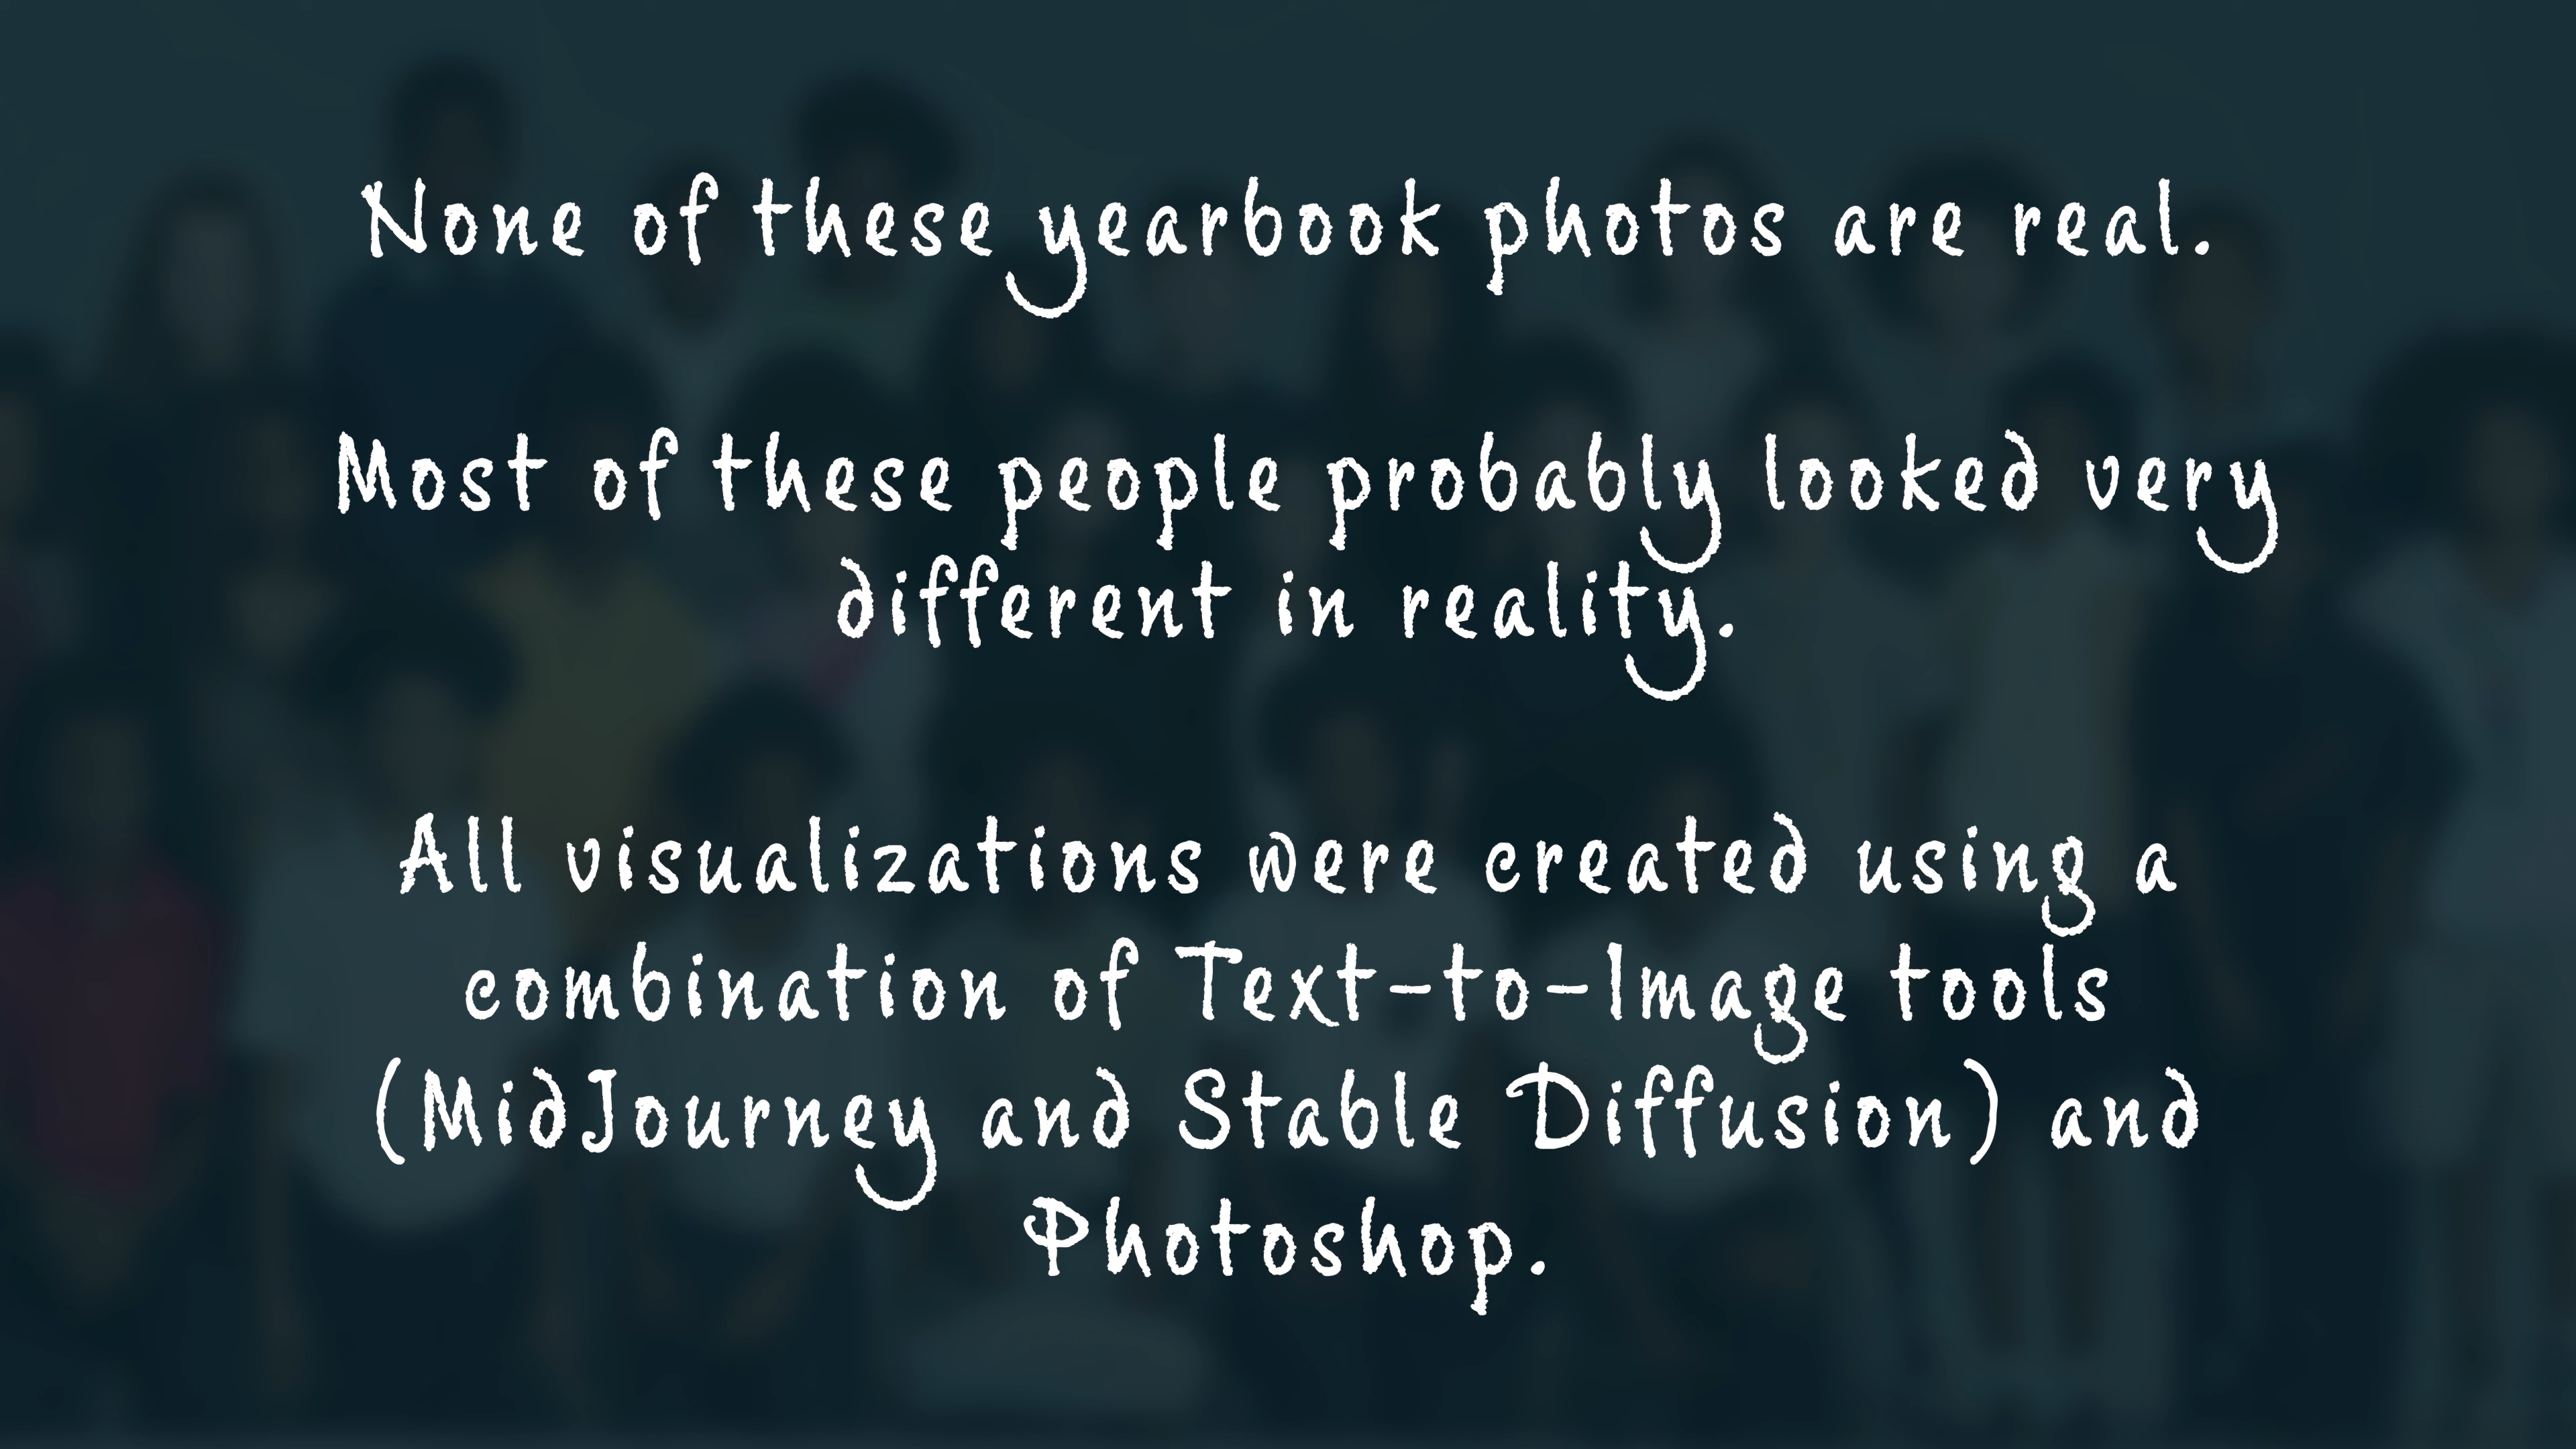 None of these yearbook photos are real.
Most of these people probably looked very
different in reality.
All visualizations were created using a
combination of Text-to-Image tools
(MidJourney and Stable Diffusion) and
Photoshop.